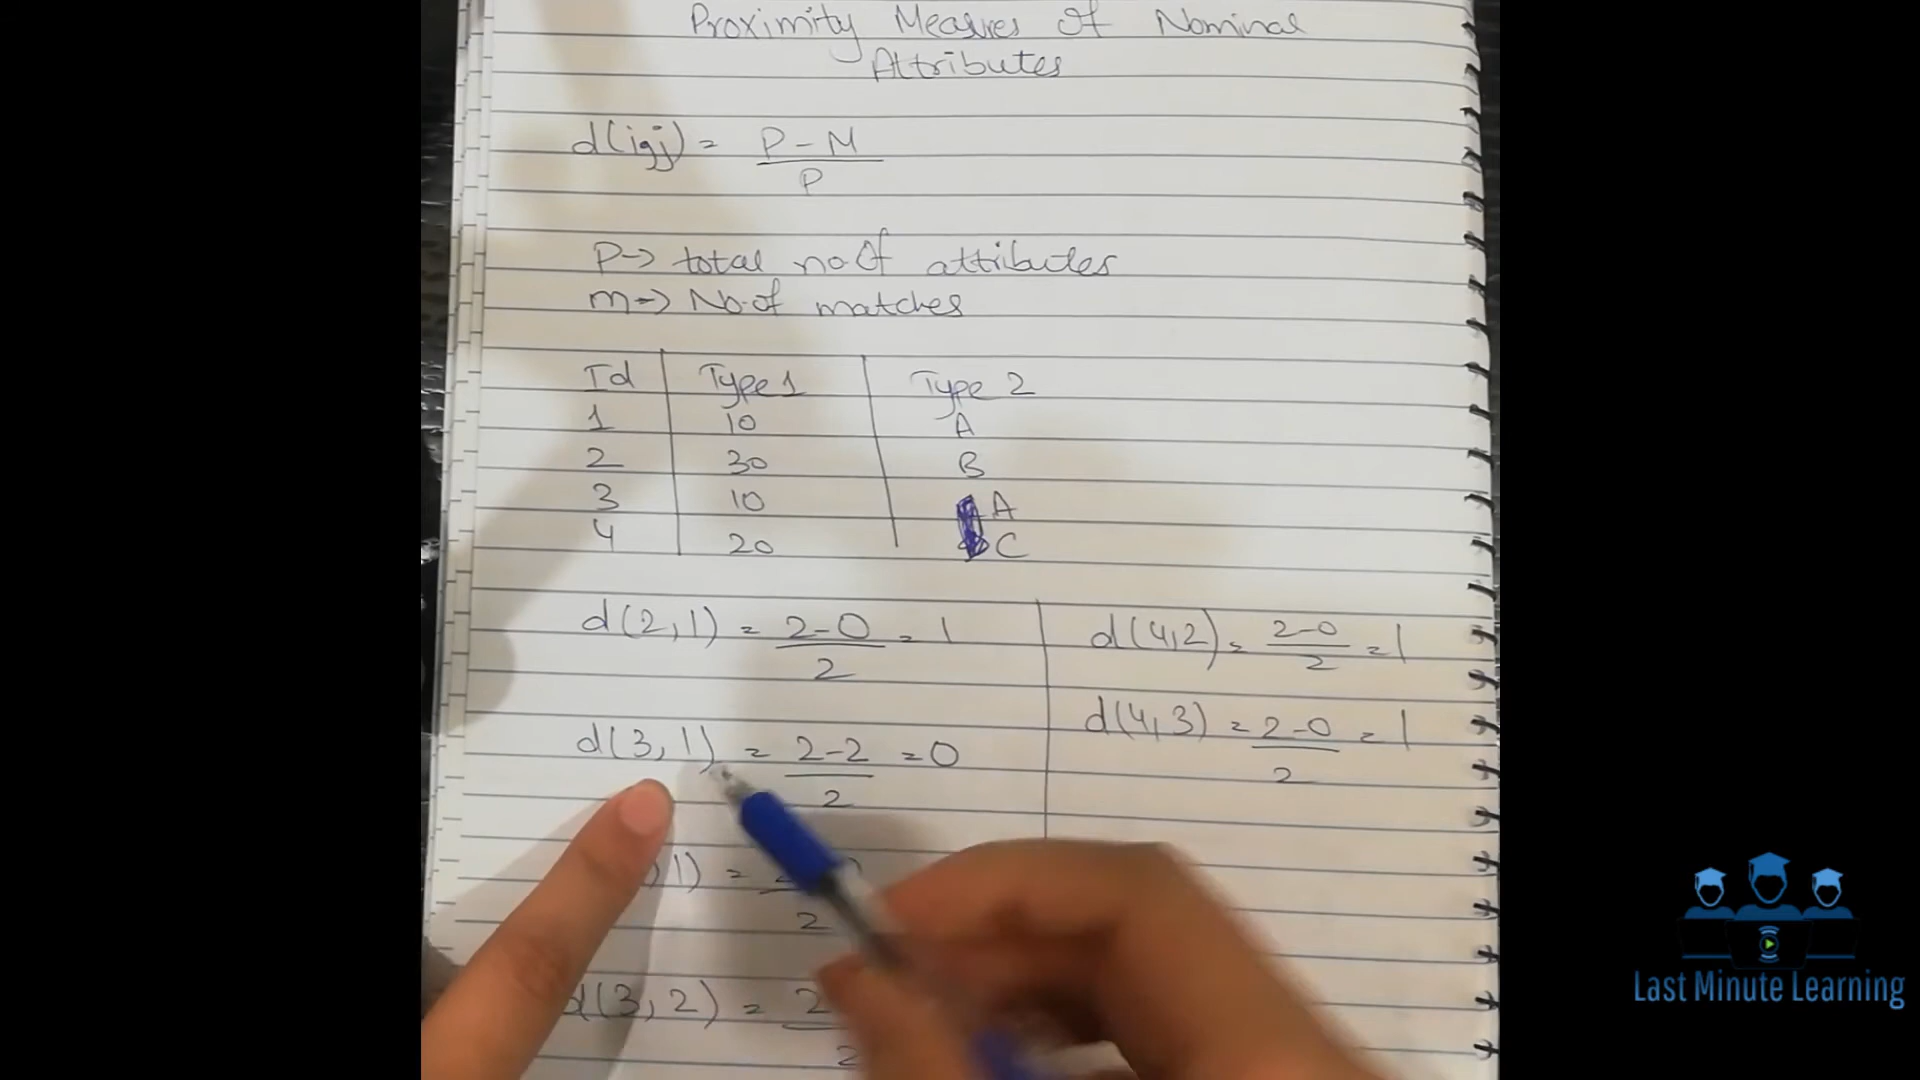 Proximity Measures Of Nominal
Attributes
d(i,j) = P - M
P
P -> total no Of attributes
m -> No. of matches
Id Type 1 Type 2
1 10 A
2 30 B
3 10 A
4 20 C
d(2,1) = 2-0 = 1
2
d(3,1) = 2-2 = 0
2
,1) =
2
d(3,2) = 2
2
d(4,2) = 2-0 = 1
2
d(4,3) = 2-0 = 1
2
Last Minute Learning